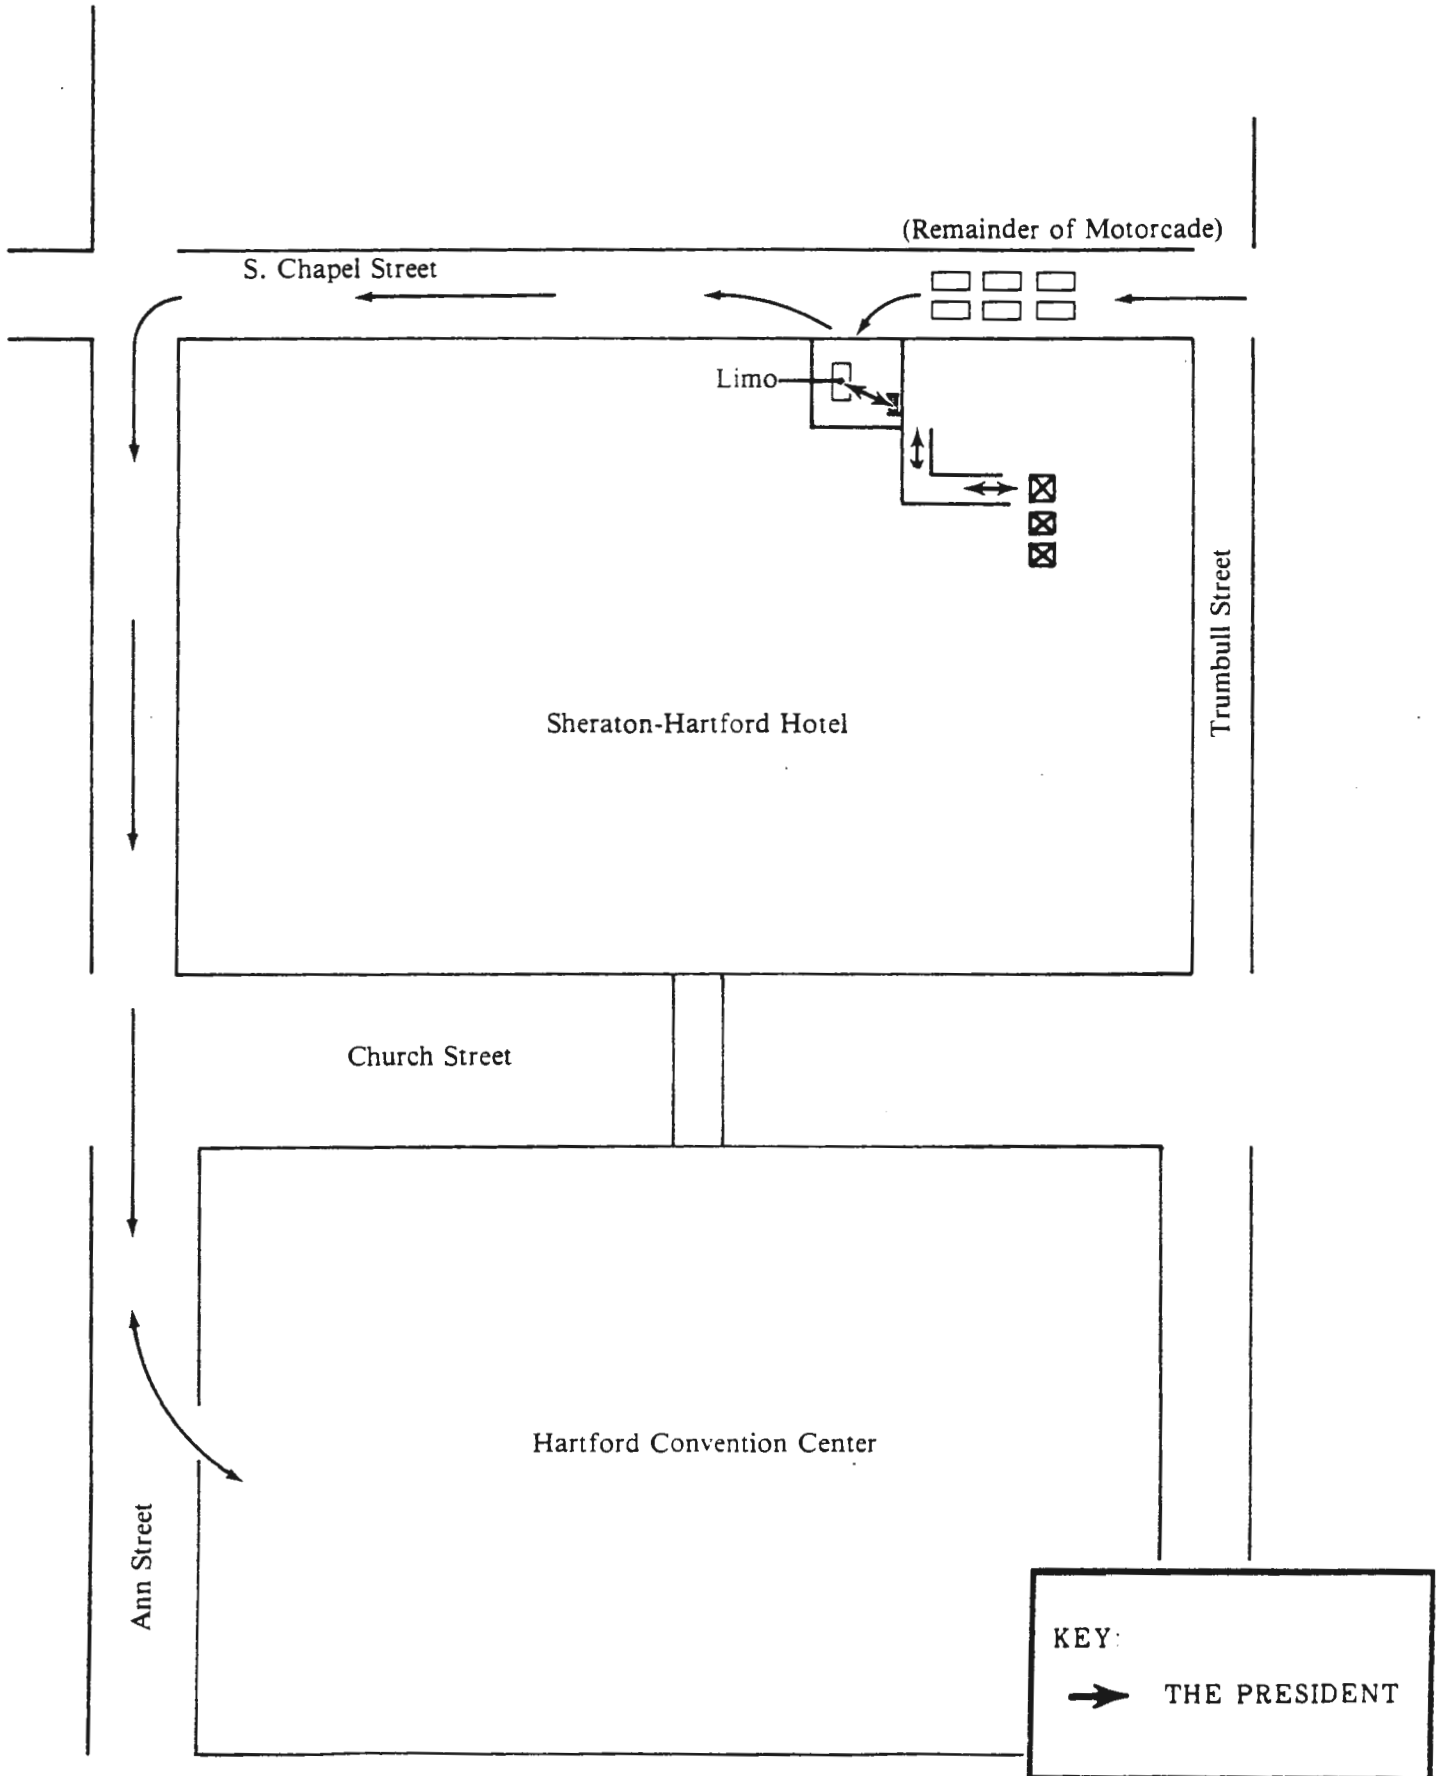 (Remainder of Motorcade)
S. Chapel Street
Limo
Trumbull Street
Sheraton-Hartford Hotel
Church Street
Hartford Convention Center
Ann Street
KEY:
THE PRESIDENT